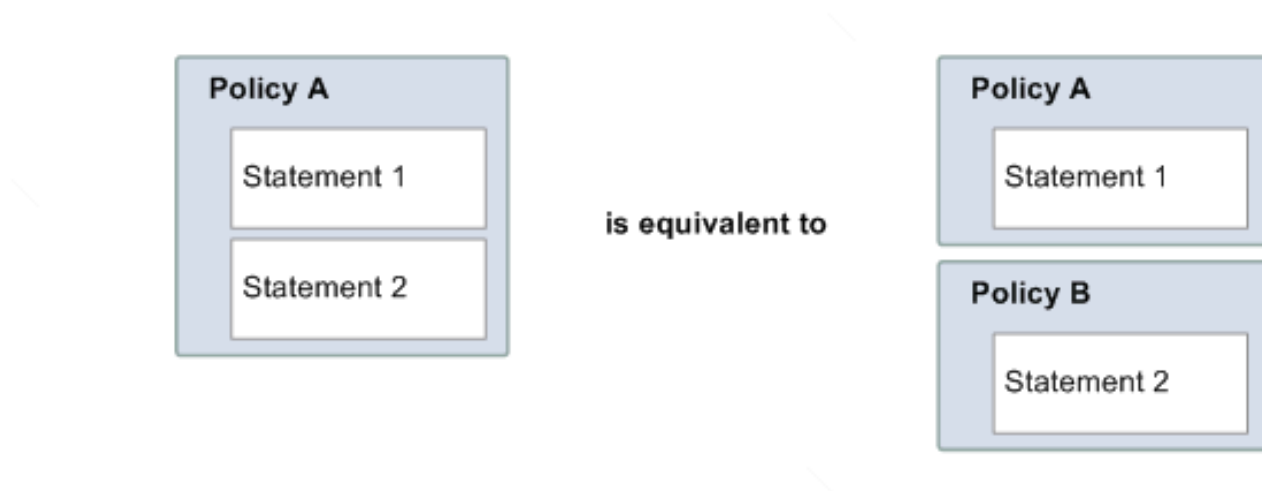 Policy A
Statement 1
Statement 2
is equivalent to
Policy A
Statement 1
Policy B
Statement 2